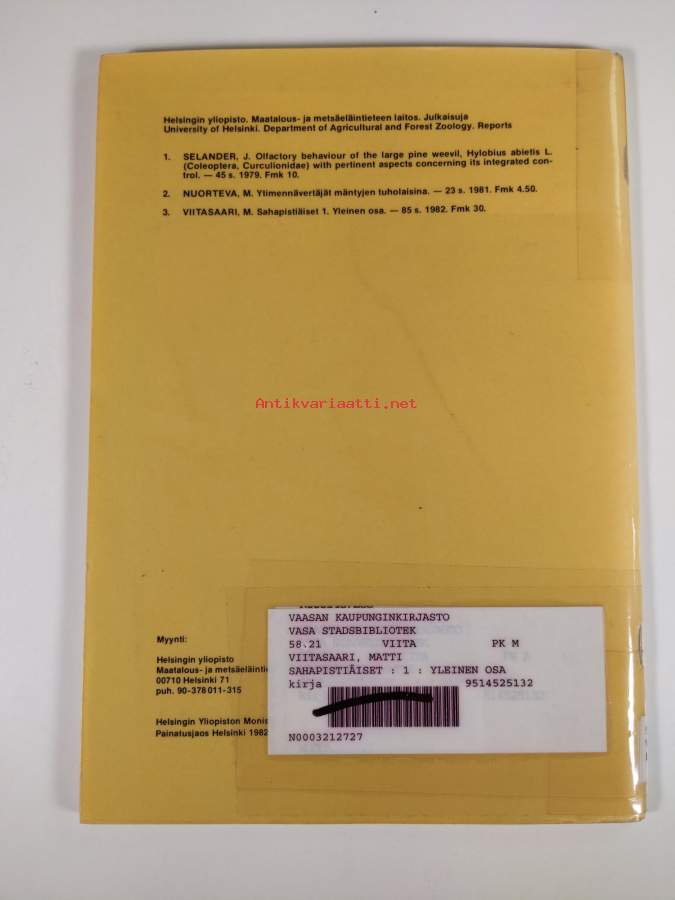 Helsingin yliopisto. Maatalous- ja metsäeläintieteen laitos. Julkaisuja
University of Helsinki. Department of Agricultural and Forest Zoology. Reports
1. SELANDER, J. Olfactory behaviour of the large pine weevil, Hylobius abietis L.
(Coleoptera, Curculionidae) with pertinent aspects concerning its integrated con-
trol. — 45 s. 1979. Fmk 10.
2. NUORTEVA, M. Ytimennävertäjät mäntyjen tuholaisina. — 23 s. 1981. Fmk 4.50.
3. VIITASAARI, M. Sahapistiäiset 1. Yleinen osa. — 85 s. 1982. Fmk 30.
Antikvariaatti.net
Myynti:
Helsingin yliopisto
Maatalous- ja metsäeläintie
00710 Helsinki 71
puh. 90-378 011-315
Helsingin Yliopiston Monis
Painatusjaos Helsinki 1982
VAASAN KAUPUNGINKIRJASTO
VASA STADSBIBLIOTEK
58.21 VIITA PK M
VIITASAARI, MATTI
SAHAPISTIÄISET : 1 : YLEINEN OSA
kirja 9514525132
N0003212727